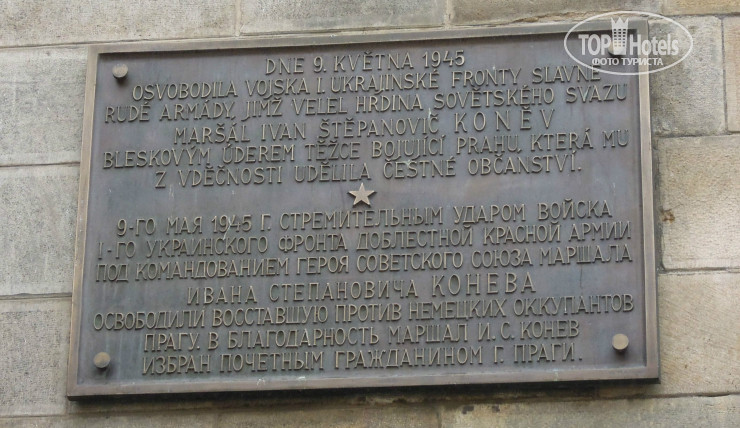 TOP Hotels
ФОТО ТУРИСТА
DNE 9. KVĚTNA 1945
OSVOBODILA VOJSKA I. UKRAJINSKÉ FRONTY SLAVNÉ
RUDÉ ARMÁDY, JIMŽ VELEL HRDINA SOVĚTSKÉHO SVAZU
MARŠÁL IVAN ŠTĚPANOVIČ KONĚV
BLESKOVÝM ÚDEREM TĚŽCE BOJUJÍCÍ PRAHU, KTERÁ MU
Z VDĚČNOSTI UDĚLILA ČESTNÉ OBČANSTVÍ.
9-ГО МАЯ 1945 Г. СТРЕМИТЕЛЬНЫМ УДАРОМ ВОЙСКА
I-ГО УКРАИНСКОГО ФРОНТА ДОБЛЕСТНОЙ КРАСНОЙ АРМИИ
ПОД КОМАНДОВАНИЕМ ГЕРОЯ СОВЕТСКОГО СОЮЗА МАРШАЛА
ИВАНА СТЕПАНОВИЧА КОНЕВА
ОСВОБОДИЛИ ВОССТАВШУЮ ПРОТИВ НЕМЕЦКИХ ОККУПАНТОВ
ПРАГУ. В БЛАГОДАРНОСТЬ МАРШАЛ И. С. КОНЕВ
ИЗБРАН ПОЧЕТНЫМ ГРАЖДАНИНОМ Г. ПРАГИ.